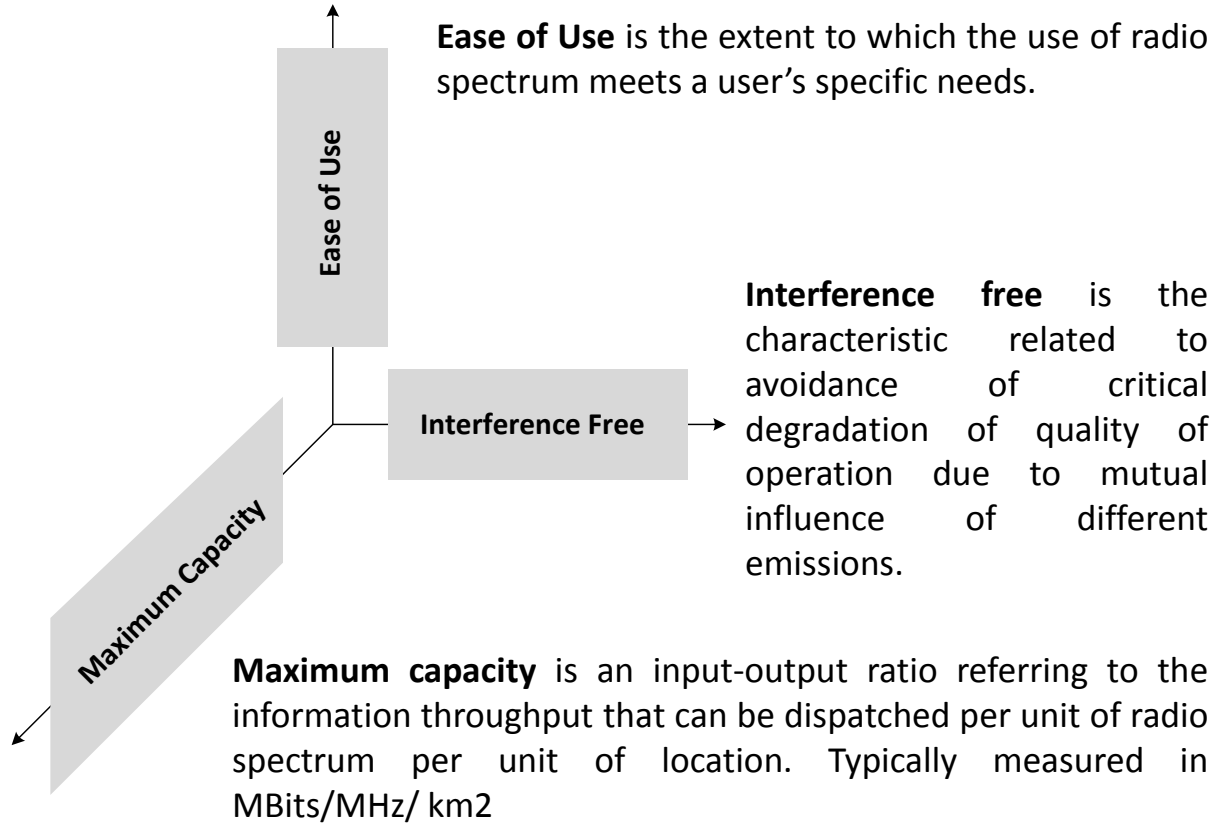 Ease of Use is the extent to which the use of radio
spectrum meets a user’s specific needs.
Ease of Use
Interference free is the
characteristic related to
avoidance of critical
degradation of quality of
operation due to mutual
influence of different
emissions.
Interference Free
Maximum Capacity
Maximum capacity is an input-output ratio referring to the
information throughput that can be dispatched per unit of radio
spectrum per unit of location. Typically measured in
MBits/MHz/ km2